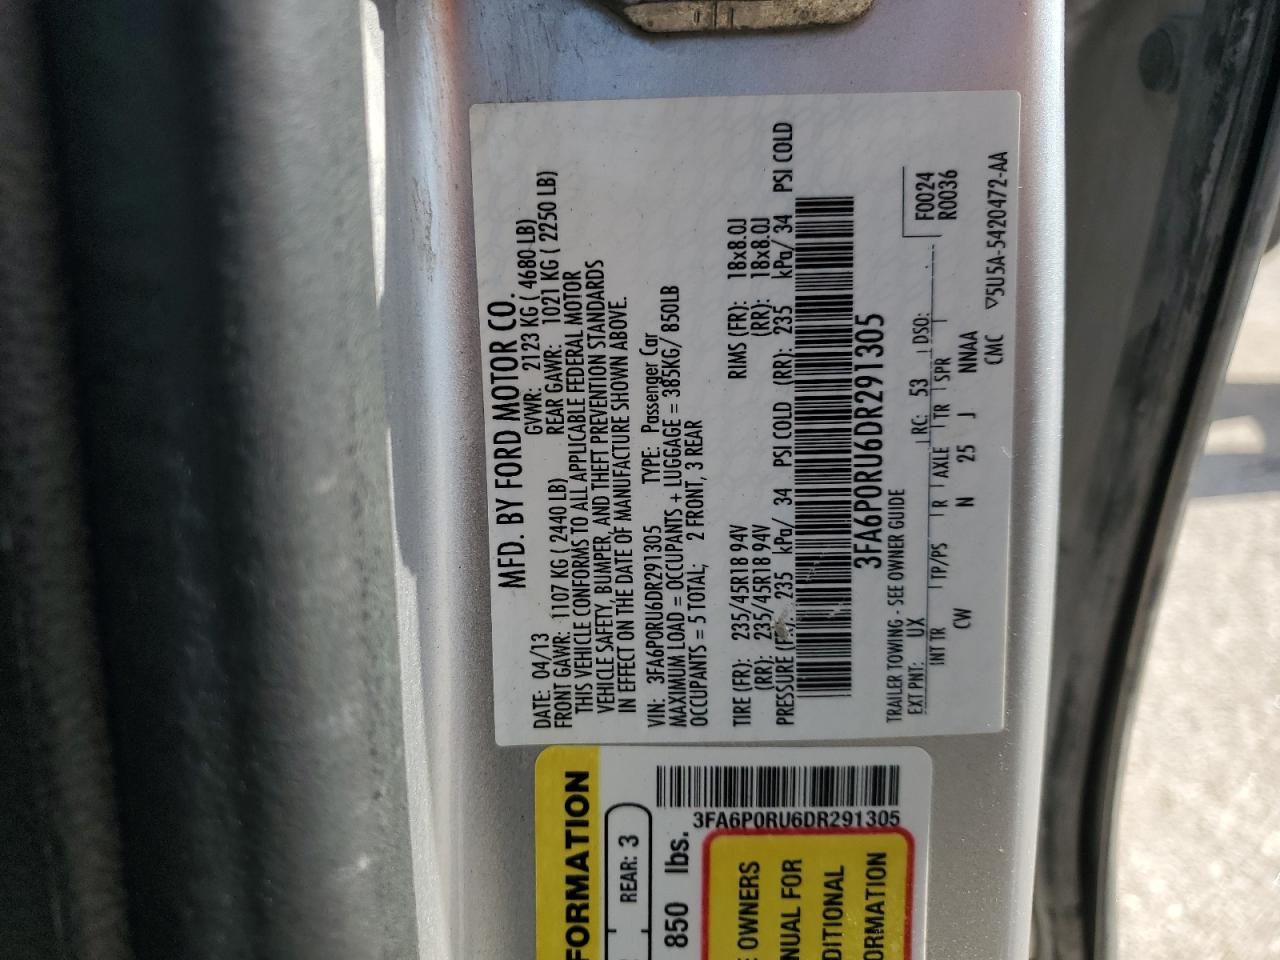 MFD. BY FORD MOTOR CO.
DATE: 04/13 GVWR: 2123 KG ( 4680 LB)
FRONT GAWR: 1107 KG ( 2440 LB) REAR GAWR: 1021 KG ( 2250 LB)
THIS VEHICLE CONFORMS TO ALL APPLICABLE FEDERAL MOTOR
VEHICLE SAFETY, BUMPER, AND THEFT PREVENTION STANDARDS
IN EFFECT ON THE DATE OF MANUFACTURE SHOWN ABOVE.
VIN: 3FA6P0RU6DR291305 TYPE: Passenger Car
MAXIMUM LOAD = OCCUPANTS + LUGGAGE = 385KG/ 850LB
OCCUPANTS = 5 TOTAL; 2 FRONT, 3 REAR
TIRE (FR): 235/45R18 94V RIMS (FR): 18x8.0J
(RR): 235/45R18 94V (RR): 18x8.0J
PRESSURE 235 kPa/ 34 PSI COLD (RR): 235 kPa/ 34 PSI COLD
3FA6P0RU6DR291305
TRAILER TOWING - SEE OWNER GUIDE
EXT PNT: UX RC: 53 DSO: F0024
INT TR TP/PS R AXLE TR SPR R0036
CW N 25 J NNAA
CMC ▽5U5A-5420472-AA
FORMATION
REAR: 3
850 lbs.
3FA6P0RU6DR291305
OWNERS
NUAL FOR
DITIONAL
ORMATION